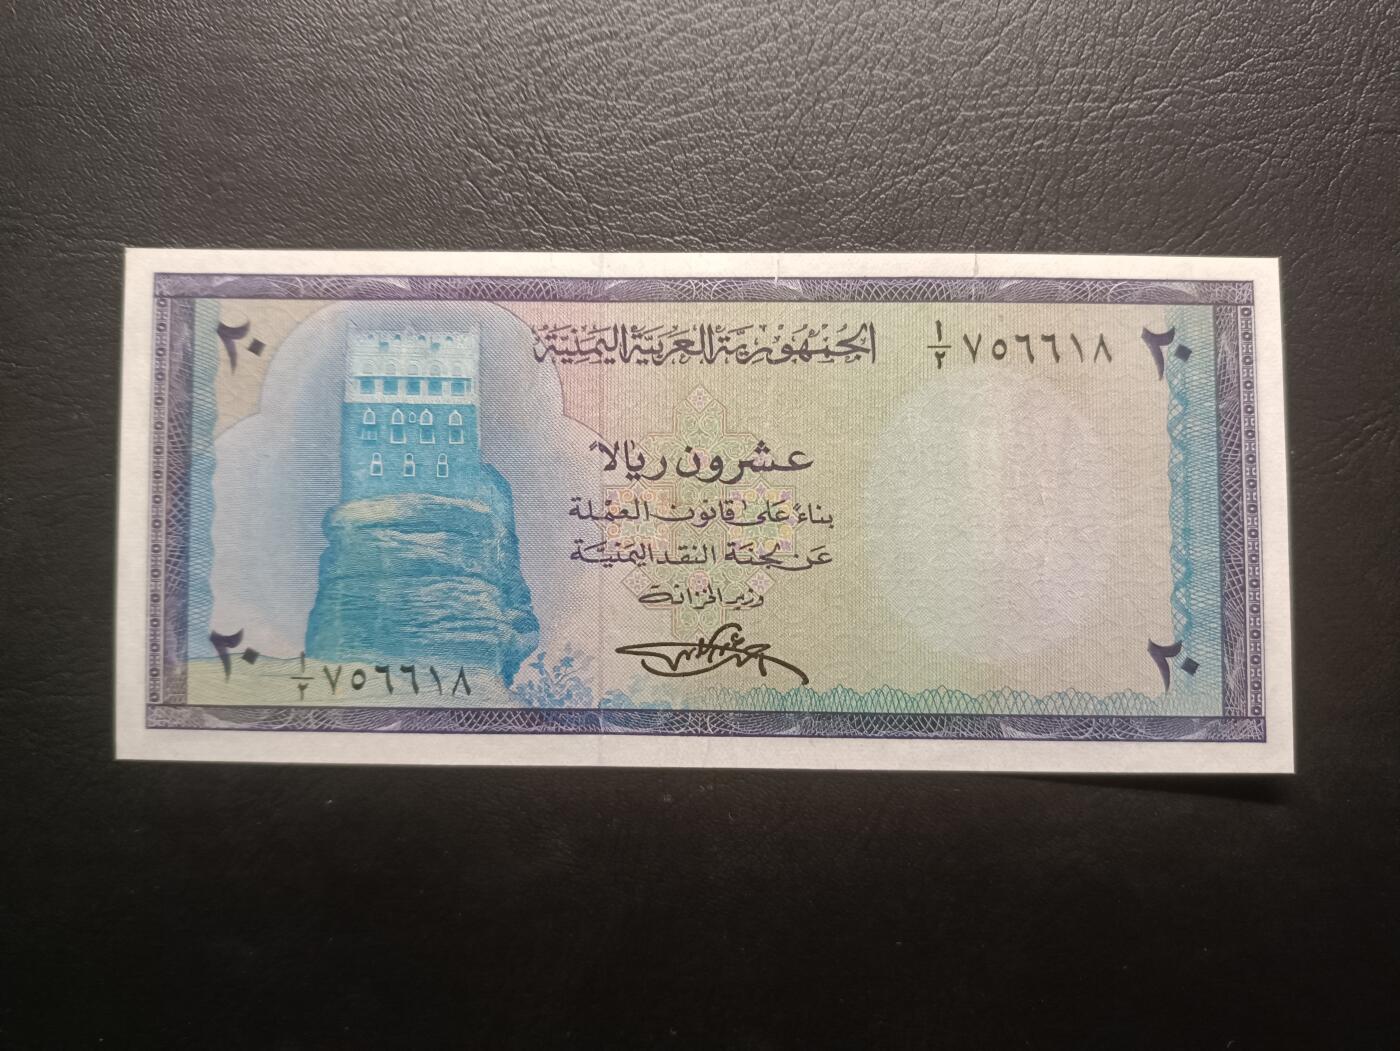 الجمهورية العربية اليمنية
١/٢ ٧٥٦٦١٨
٢٠
٢٠
عشرون ريالاً
بناءً على قانون العملة
عن لجنة النقد اليمنية
وزير الخزانة
٢٠
٢٠
١/٢ ٧٥٦٦١٨